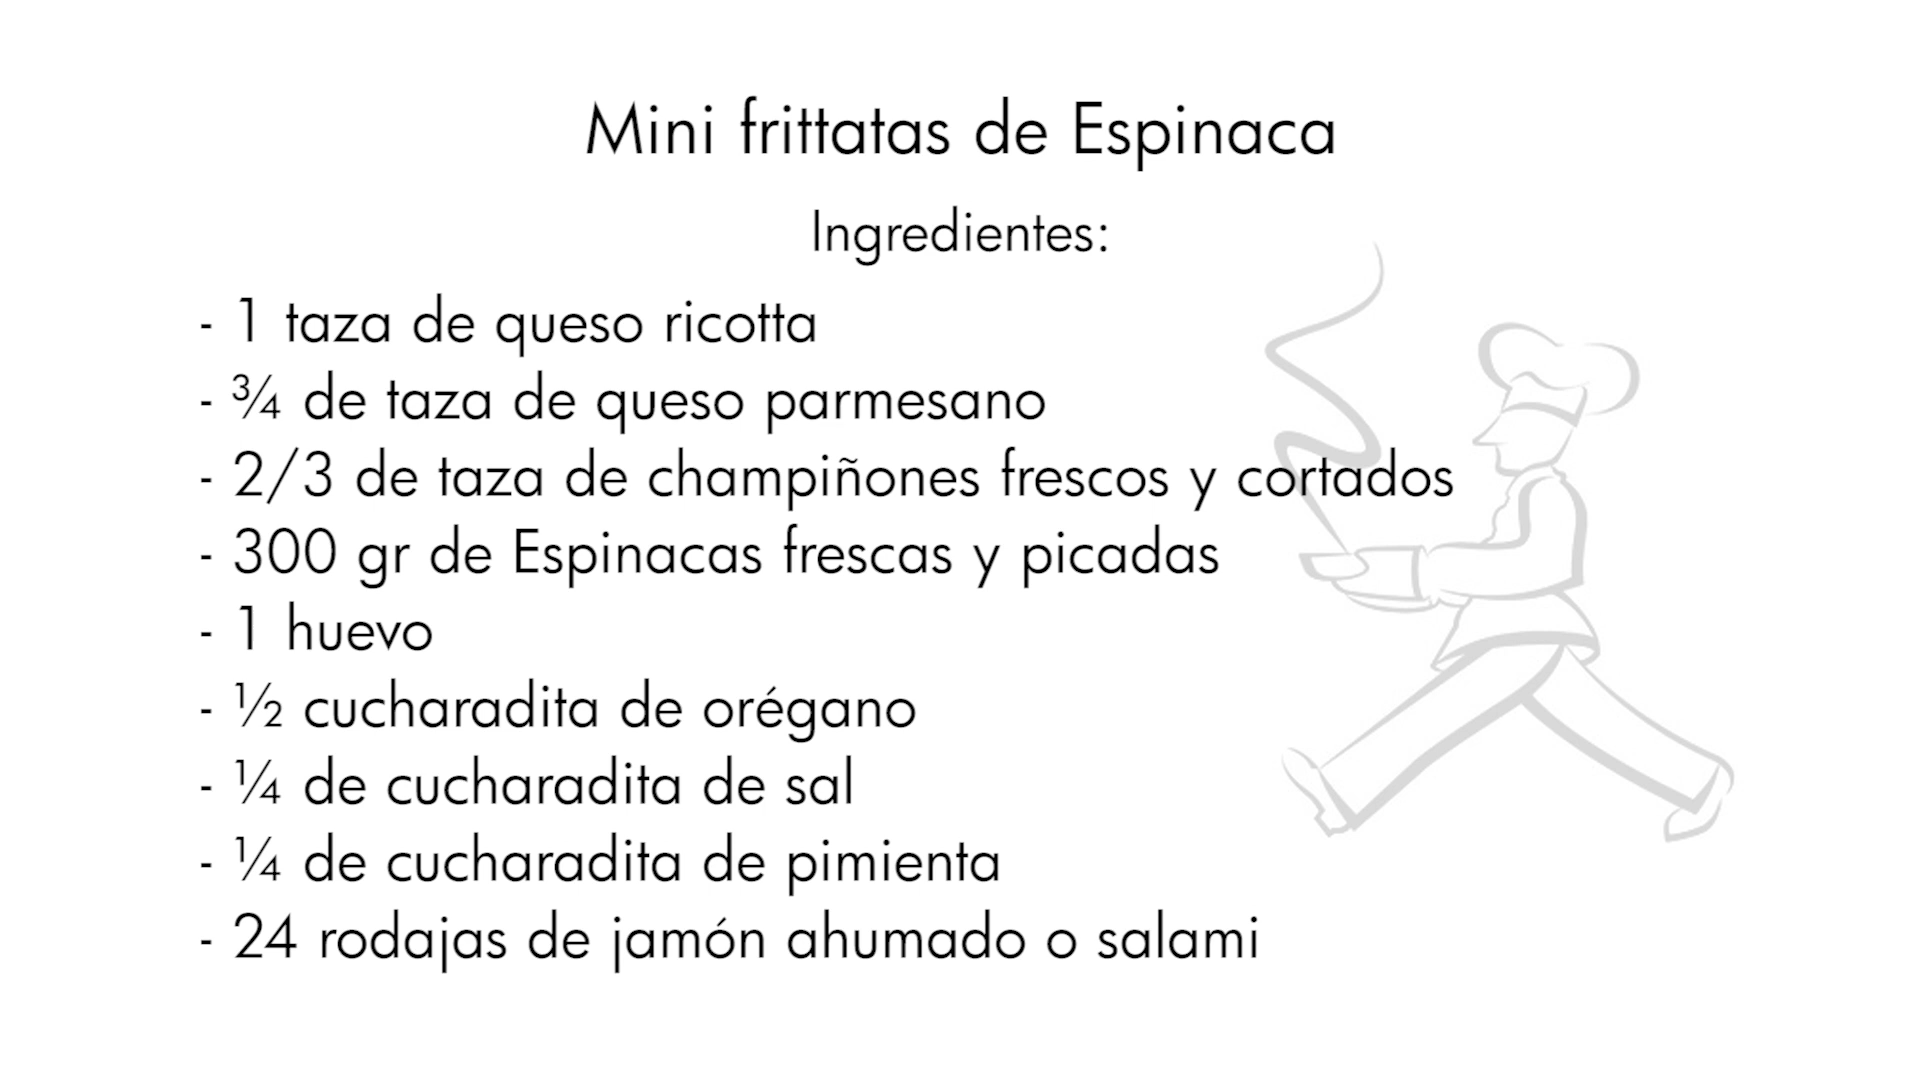 Mini frittatas de Espinaca
Ingredientes:
- 1 taza de queso ricotta
- ¾ de taza de queso parmesano
- 2/3 de taza de champiñones frescos y cortados
- 300 gr de Espinacas frescas y picadas
- 1 huevo
- ½ cucharadita de orégano
- ¼ de cucharadita de sal
- ¼ de cucharadita de pimienta
- 24 rodajas de jamón ahumado o salami